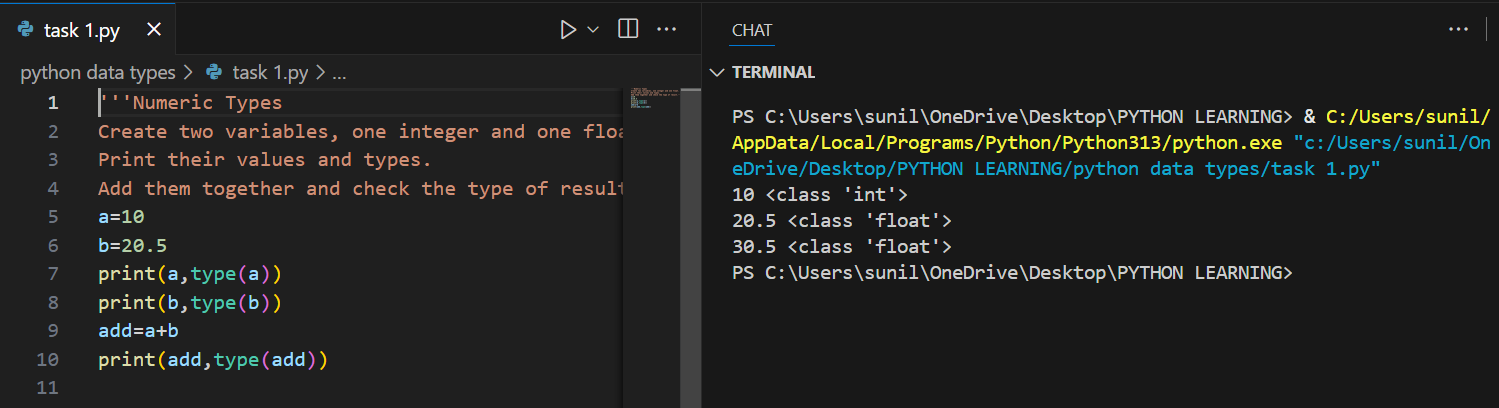 task 1.py
python data types > task 1.py > ...
1 '''Numeric Types
2 Create two variables, one integer and one floa
3 Print their values and types.
4 Add them together and check the type of result
5 a=10
6 b=20.5
7 print(a,type(a))
8 print(b,type(b))
9 add=a+b
10 print(add,type(add))
11
CHAT
TERMINAL
PS C:\Users\sunil\OneDrive\Desktop\PYTHON LEARNING> & C:/Users/sunil/
AppData/Local/Programs/Python/Python313/python.exe "c:/Users/sunil/On
eDrive/Desktop/PYTHON LEARNING/python data types/task 1.py"
10 <class 'int'>
20.5 <class 'float'>
30.5 <class 'float'>
PS C:\Users\sunil\OneDrive\Desktop\PYTHON LEARNING>